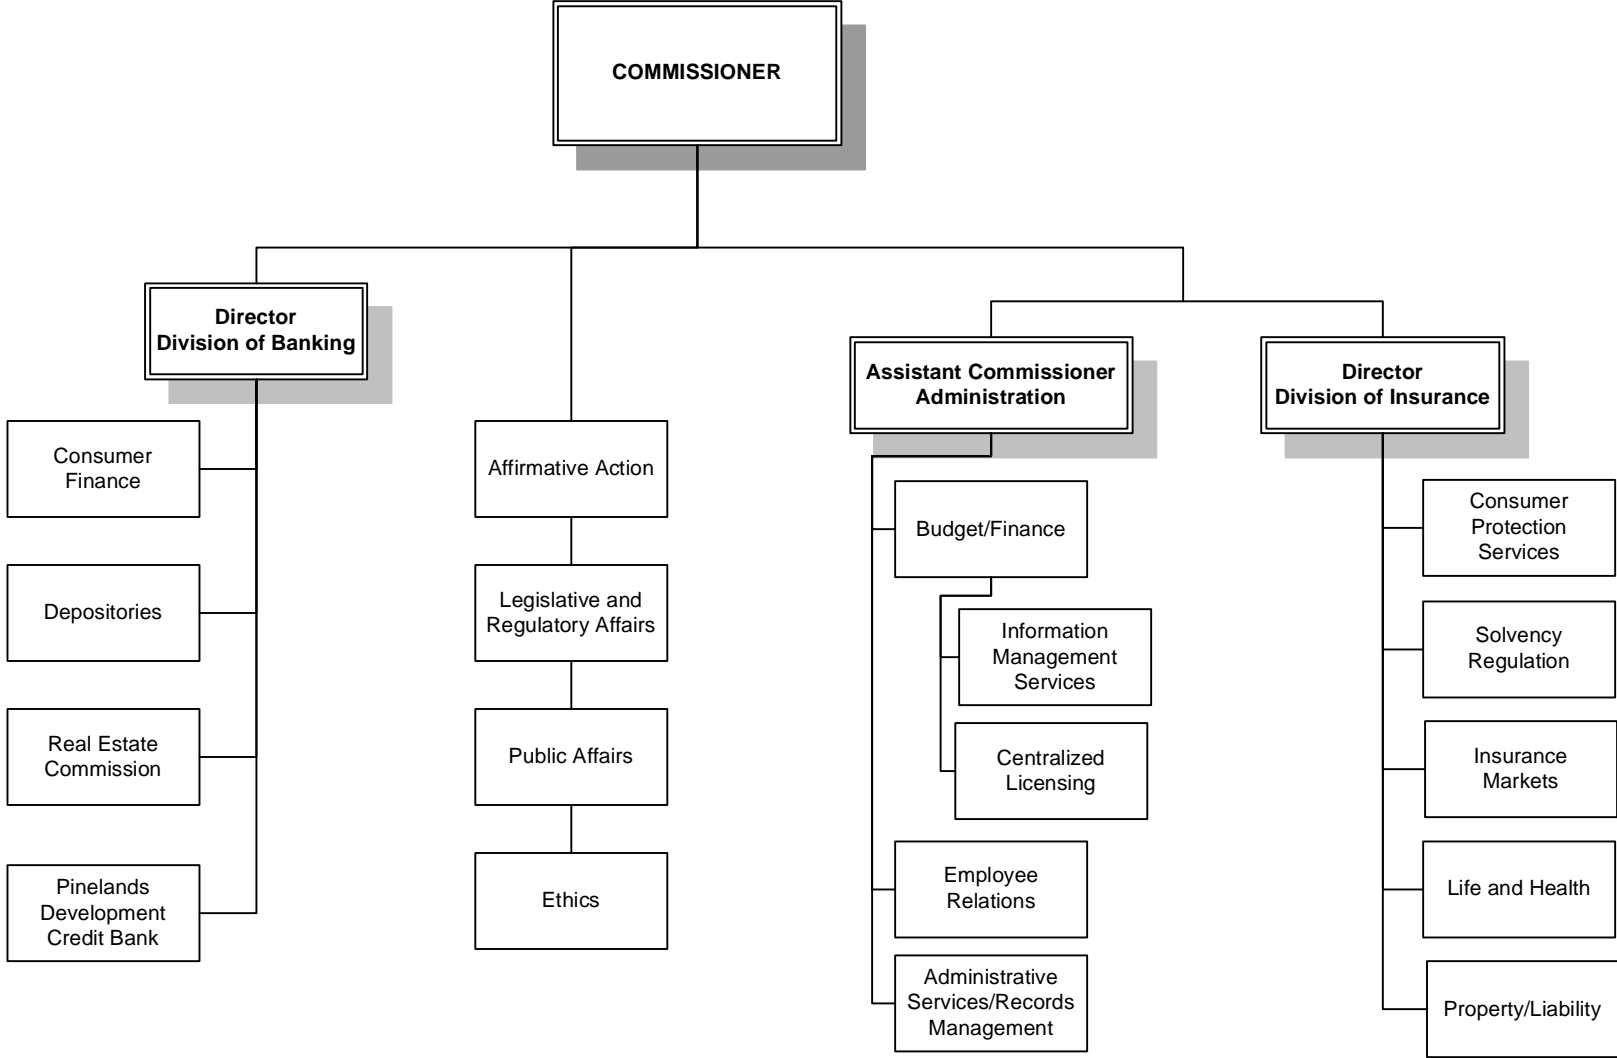 COMMISSIONER
Director
Division of Banking
Assistant Commissioner
Administration
Director
Division of Insurance
Consumer
Finance
Depositories
Real Estate
Commission
Pinelands
Development
Credit Bank
Affirmative Action
Legislative and
Regulatory Affairs
Public Affairs
Ethics
Budget/Finance
Information
Management
Services
Centralized
Licensing
Employee
Relations
Administrative
Services/Records
Management
Consumer
Protection
Services
Solvency
Regulation
Insurance
Markets
Life and Health
Property/Liability